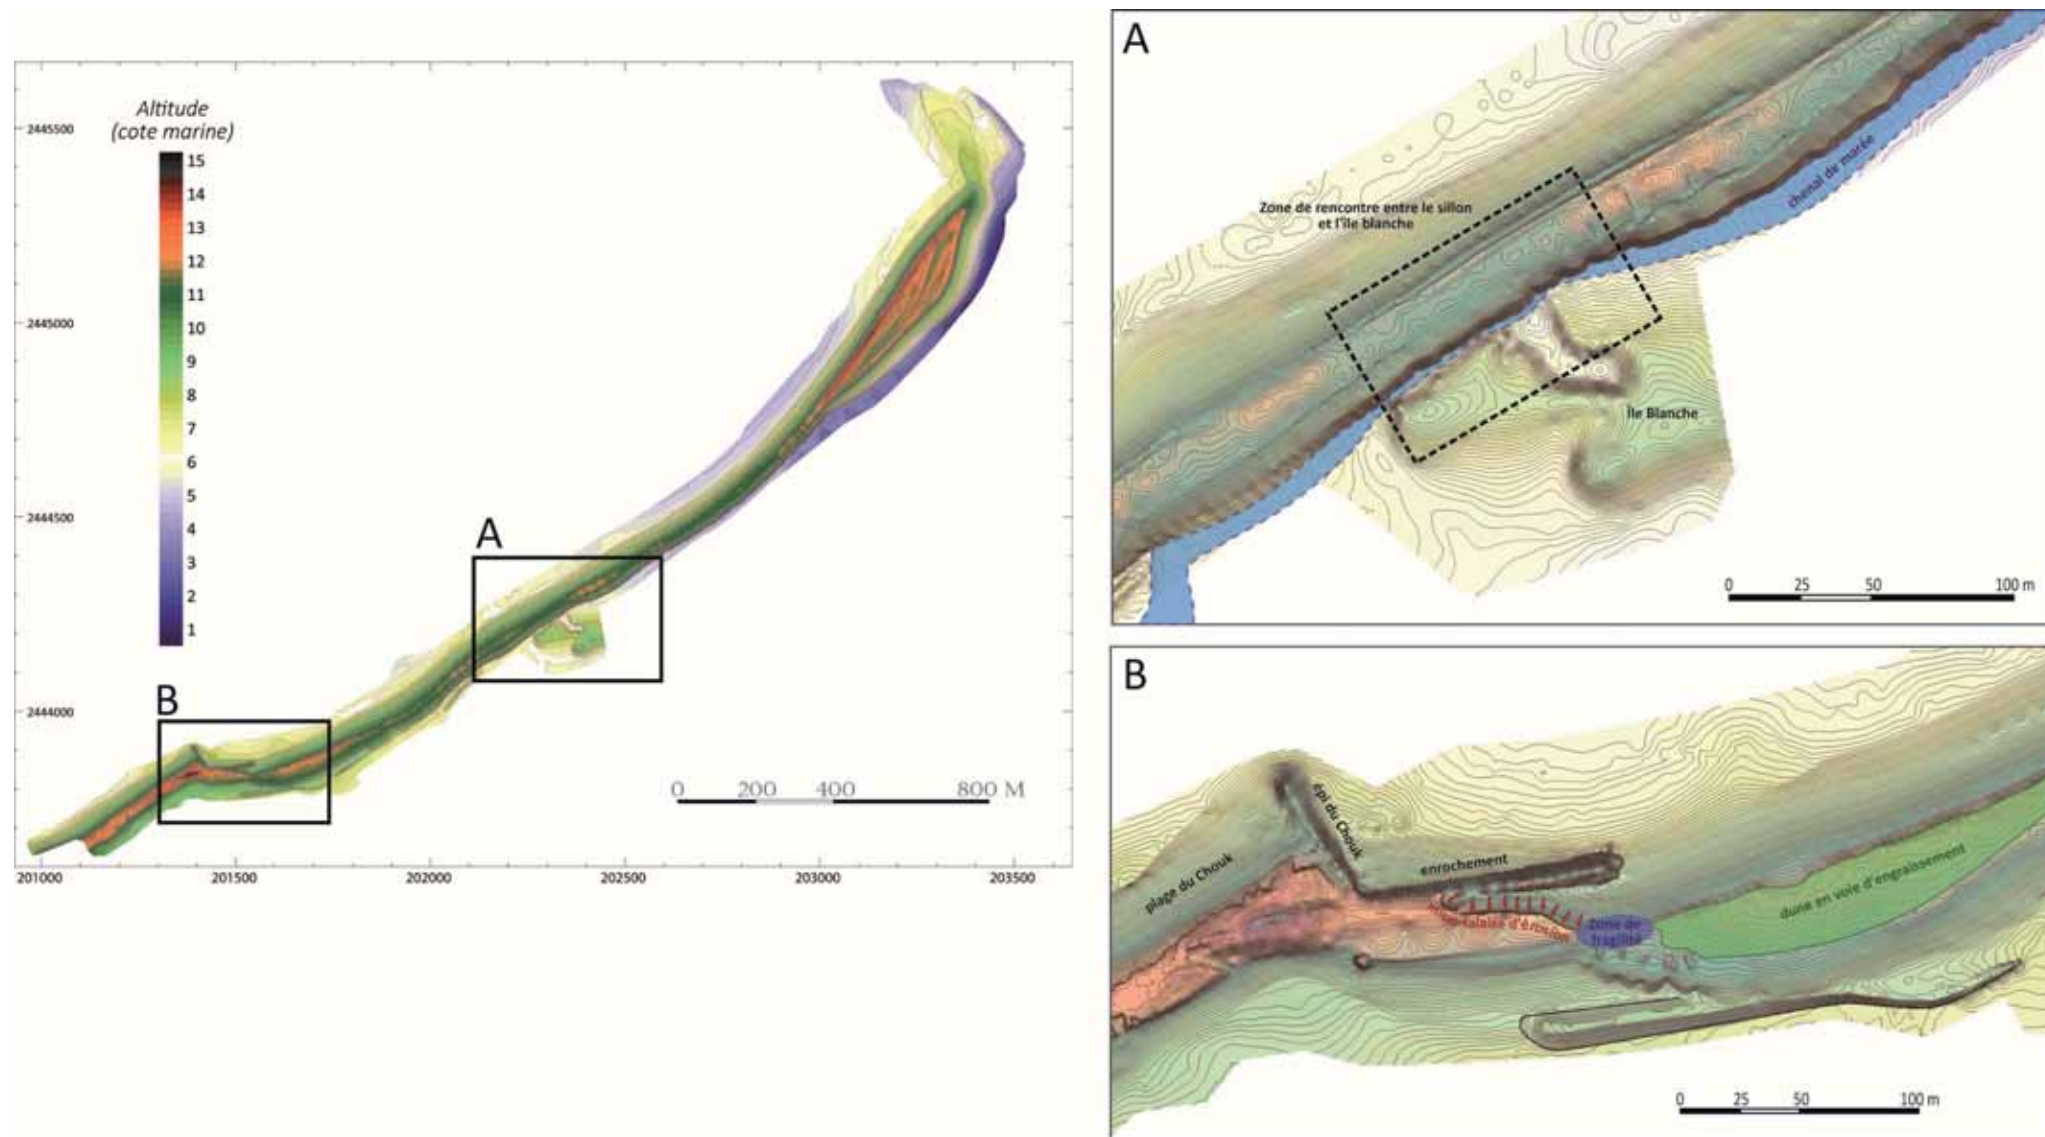 Altitude
(cote marine)
15
14
13
12
11
10
9
8
7
6
5
4
3
2
1
2445500
2445000
2444500
2444000
201000
201500
202000
202500
203000
203500
A
B
0 200 400 800 M
A
Zone de rencontre entre le sillon
et l'île blanche
chenal de marée
Île Blanche
0 25 50 100 m
B
épi du Chouk
plage du Chouk
enrochement
falaise d'érosion
Zone de
fragilité
dune en voie d'engraissement
0 25 50 100 m